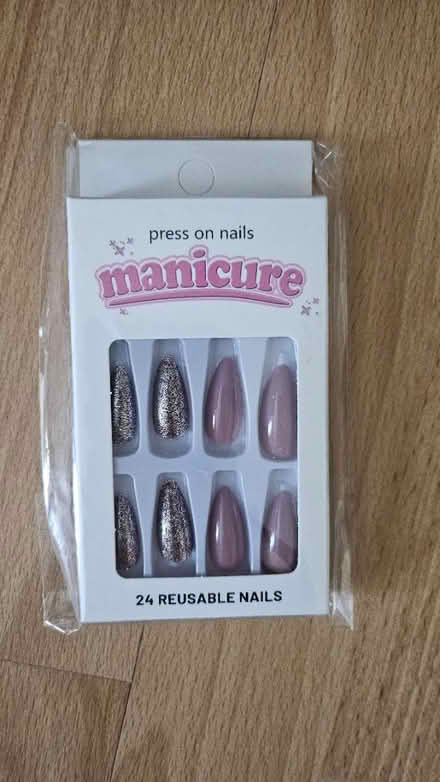 press on nails
manicure
24 REUSABLE NAILS